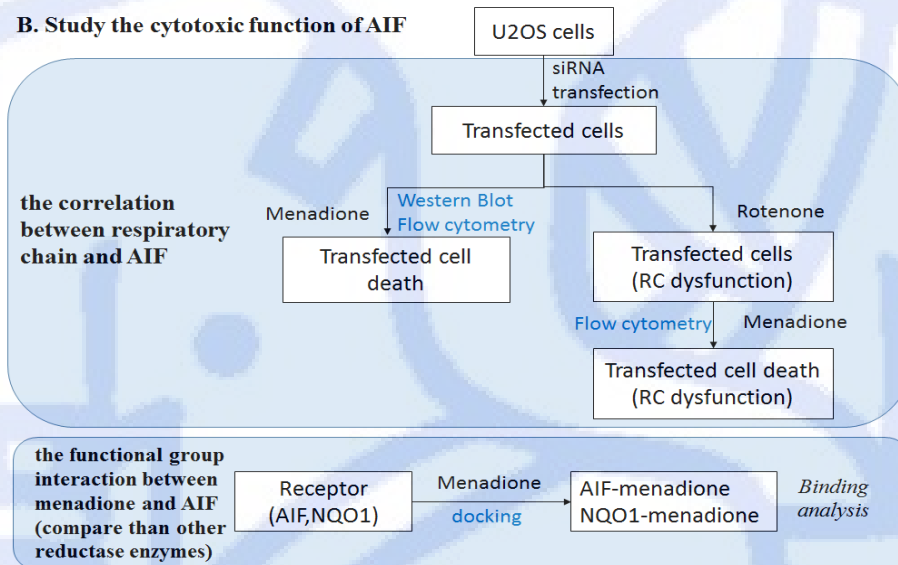 B. Study the cytotoxic function of AIF
U2OS cells
siRNA
transfection
Transfected cells
the correlation
between respiratory
chain and AIF
Menadione
Western Blot
Flow cytometry
Transfected cell
death
Rotenone
Transfected cells
(RC dysfunction)
Flow cytometry
Menadione
Transfected cell death
(RC dysfunction)
the functional group
interaction between
menadione and AIF
(compare than other
reductase enzymes)
Receptor
(AIF,NQO1)
Menadione
docking
AIF-menadione
NQO1-menadione
Binding
analysis